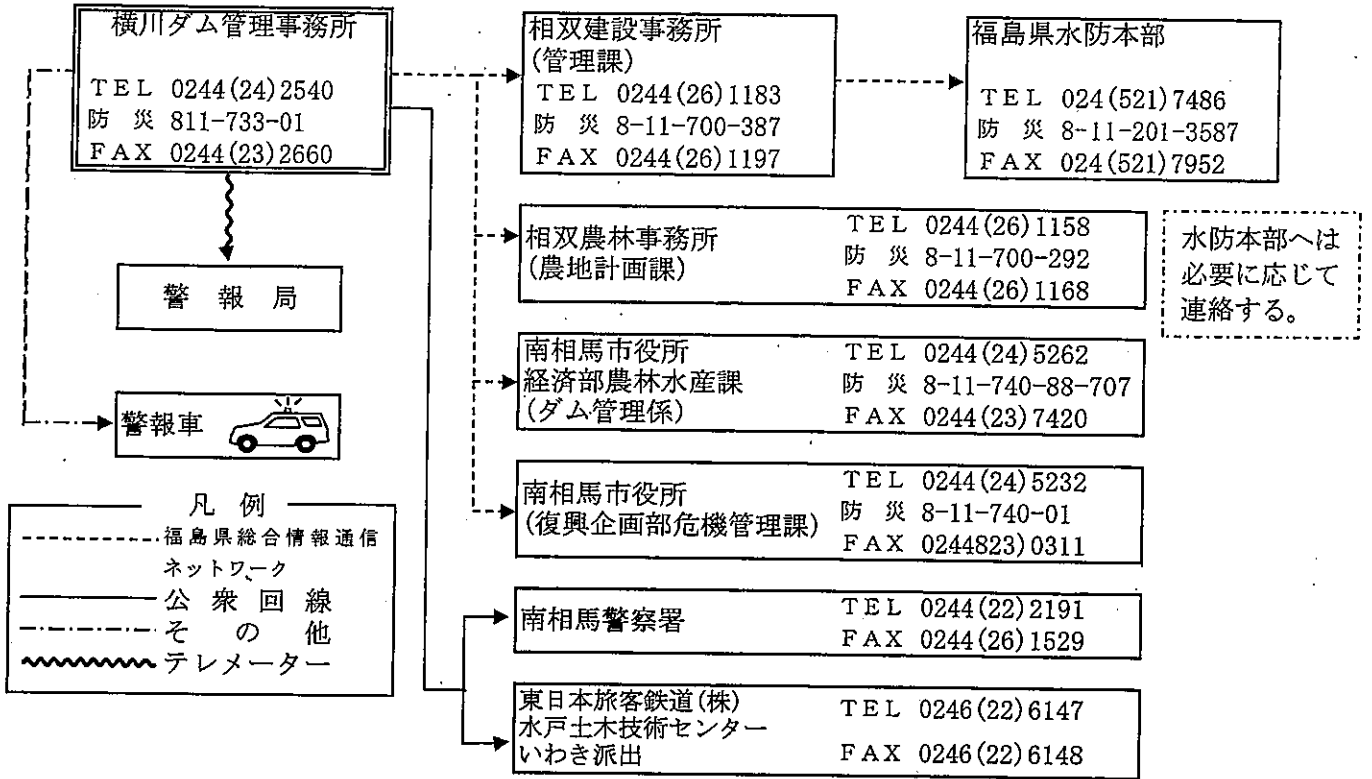 横川ダム管理事務所
TEL 0244(24)2540
防 災 811-733-01
FAX 0244(23)2660
相双建設事務所
(管理課)
TEL 0244(26)1183
防 災 8-11-700-387
FAX 0244(26)1197
福島県水防本部
TEL 024(521)7486
防 災 8-11-201-3587
FAX 024(521)7952
相双農林事務所
(農地計画課)
TEL 0244(26)1158
防 災 8-11-700-292
FAX 0244(26)1168
水防本部へは
必要に応じて
連絡する。
警 報 局
南相馬市役所
経済部農林水産課
(ダム管理係)
TEL 0244(24)5262
防 災 8-11-740-88-707
FAX 0244(23)7420
警報車
南相馬市役所
(復興企画部危機管理課)
TEL 0244(24)5232
防 災 8-11-740-01
FAX 0244823)0311
凡 例
福島県総合情報通信
ネットワーク
公 衆 回 線
そ の 他
テレメーター
南相馬警察署
TEL 0244(22)2191
FAX 0244(26)1529
東日本旅客鉄道(株)
水戸土木技術センター
いわき派出
TEL 0246(22)6147
FAX 0246(22)6148